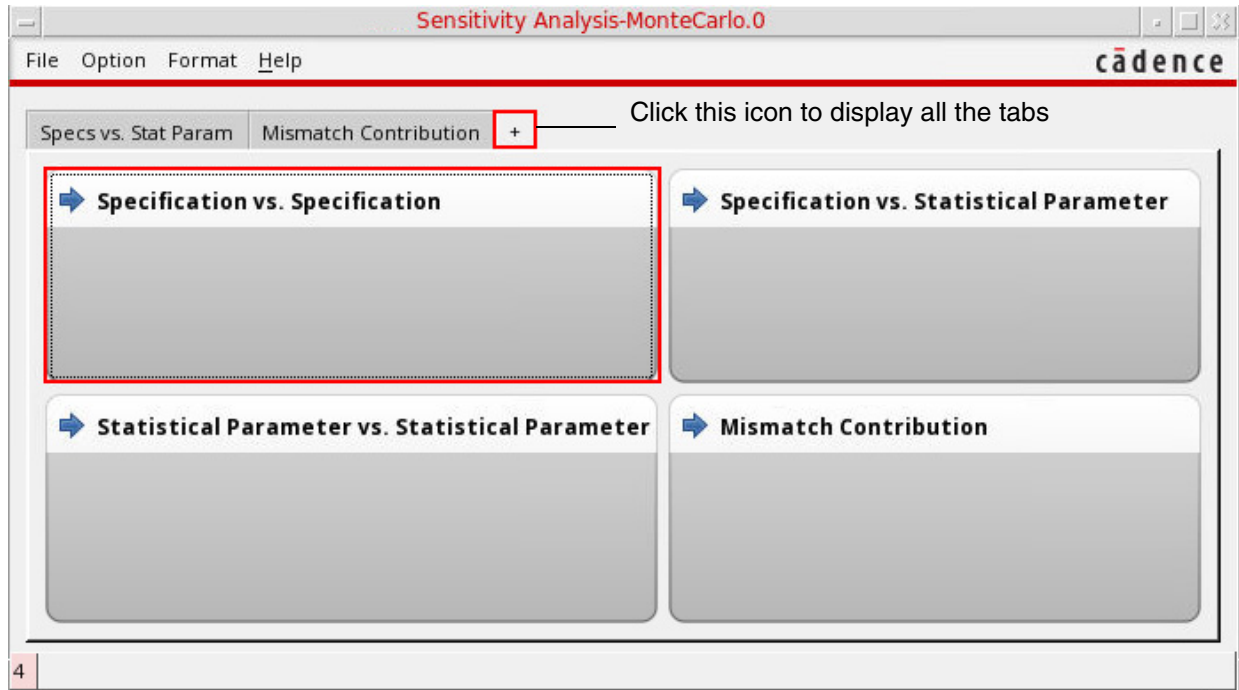 Sensitivity Analysis-MonteCarlo.0
File Option Format Help
cādence
Click this icon to display all the tabs
Specs vs. Stat Param Mismatch Contribution +
Specification vs. Specification
Specification vs. Statistical Parameter
Statistical Parameter vs. Statistical Parameter
Mismatch Contribution
4